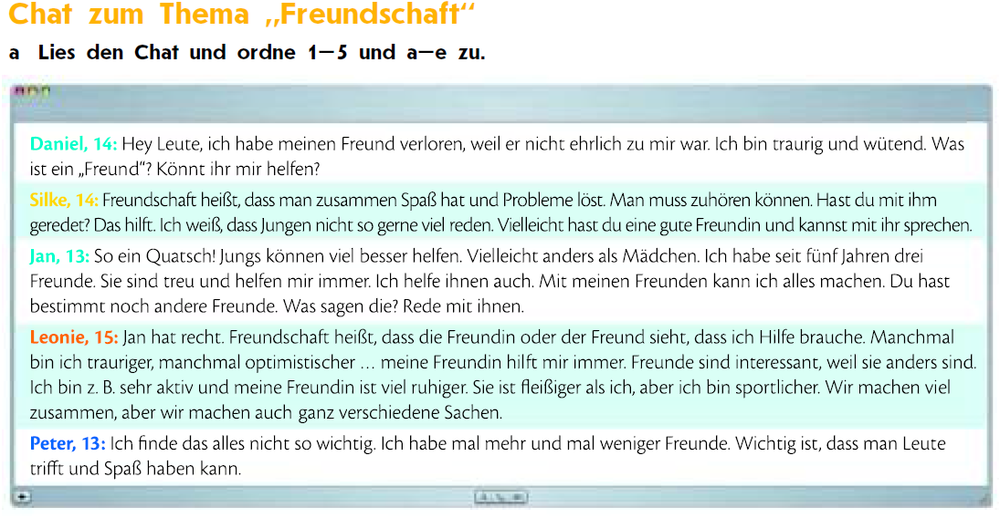 Chat zum Thema ,,Freundschaft“
a Lies den Chat und ordne 1—5 und a—e zu.
Daniel, 14: Hey Leute, ich habe meinen Freund verloren, weil er nicht ehrlich zu mir war. Ich bin traurig und wütend. Was
ist ein „Freund“? Könnt ihr mir helfen?
Silke, 14: Freundschaft heißt, dass man zusammen Spaß hat und Probleme löst. Man muss zuhören können. Hast du mit ihm
geredet? Das hilft. Ich weiß, dass Jungen nicht so gerne viel reden. Vielleicht hast du eine gute Freundin und kannst mit ihr sprechen.
Jan, 13: So ein Quatsch! Jungs können viel besser helfen. Vielleicht anders als Mädchen. Ich habe seit fünf Jahren drei
Freunde. Sie sind treu und helfen mir immer. Ich helfe ihnen auch. Mit meinen Freunden kann ich alles machen. Du hast
bestimmt noch andere Freunde. Was sagen die? Rede mit ihnen.
Leonie, 15: Jan hat recht. Freundschaft heißt, dass die Freundin oder der Freund sieht, dass ich Hilfe brauche. Manchmal
bin ich trauriger, manchmal optimistischer ... meine Freundin hilft mir immer. Freunde sind interessant, weil sie anders sind.
Ich bin z. B. sehr aktiv und meine Freundin ist viel ruhiger. Sie ist fleißiger als ich, aber ich bin sportlicher. Wir machen viel
zusammen, aber wir machen auch ganz verschiedene Sachen.
Peter, 13: Ich finde das alles nicht so wichtig. Ich habe mal mehr und mal weniger Freunde. Wichtig ist, dass man Leute
trifft und Spaß haben kann.